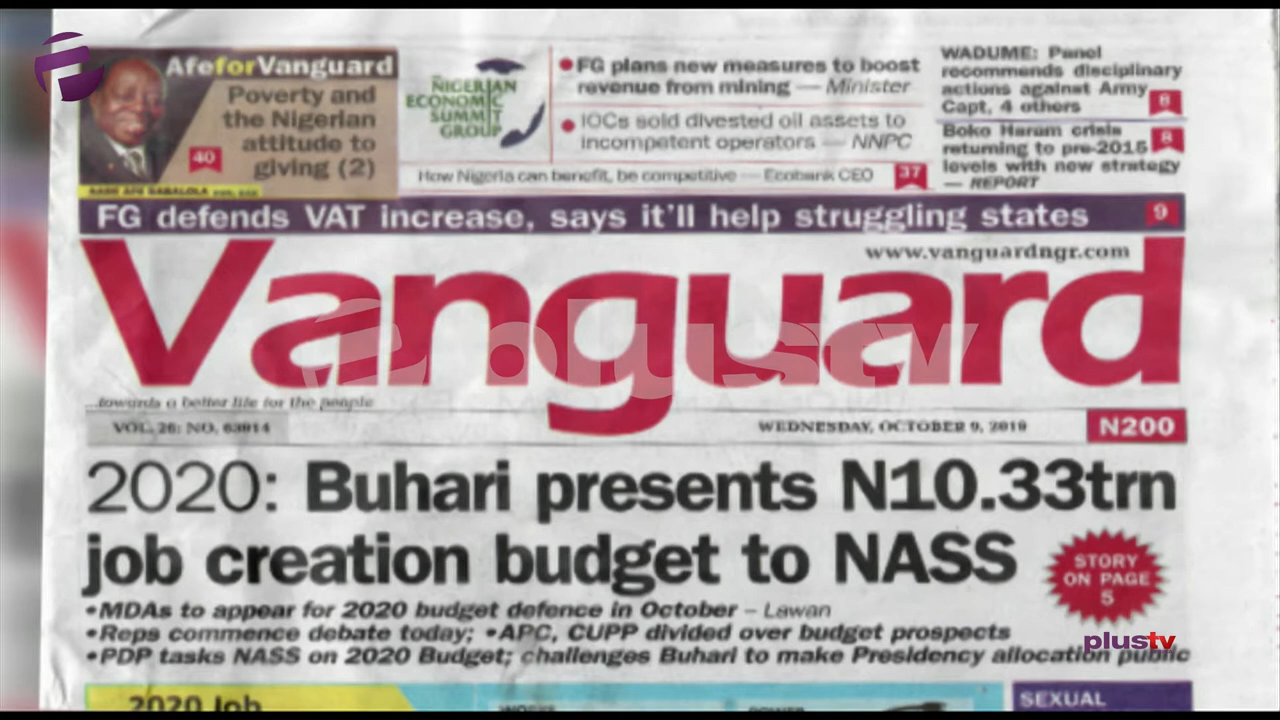 AfeforVanguard
Poverty and
the Nigerian
attitude to
giving (2)
40
NIGERIAN
ECONOMIC
SUMMIT
GROUP
•FG plans new measures to boost
revenue from mining — Minister
•IOCs sold divested oil assets to
incompetent operators — NNPC
How Nigeria can benefit, be competitive — Ecobank CEO 37
WADUME: Panel
recommends disciplinary
actions against Army
Capt, 4 others 8
Boko Haram crisis
returning to pre-2015 8
levels with new strategy
— REPORT
FG defends VAT increase, says it'll help struggling states 9
www.vanguardngr.com
Vanguard
plustv
...towards a better life for the people
VOL. 26: NO. 63914
WEDNESDAY, OCTOBER 9, 2019
N200
2020: Buhari presents N10.33trn
job creation budget to NASS
STORY
ON PAGE
5
•MDAs to appear for 2020 budget defence in October – Lawan
•Reps commence debate today; •APC, CUPP divided over budget prospects
•PDP tasks NASS on 2020 Budget; challenges Buhari to make Presidency allocation public
plustv
2020 Job
SEXUAL